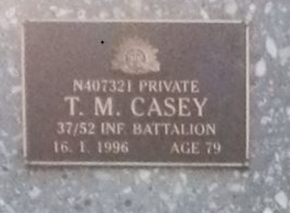 N407321 PRIVATE
T. M. CASEY
37/52 INF. BATTALION
16. 1. 1996 AGE 79